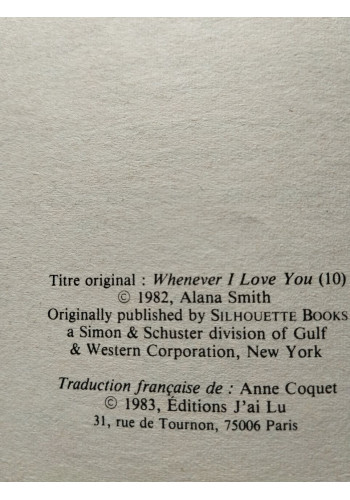 Titre original : Whenever I Love You (10)
© 1982, Alana Smith
Originally published by SILHOUETTE BOOKS
a Simon & Schuster division of Gulf
& Western Corporation, New York
Traduction française de : Anne Coquet
© 1983, Éditions J'ai Lu
31, rue de Tournon, 75006 Paris